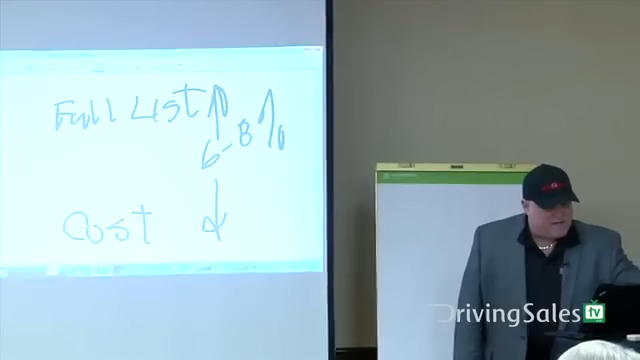 Full List ↑ %
6-8
Cost ↓
DrivingSales tv